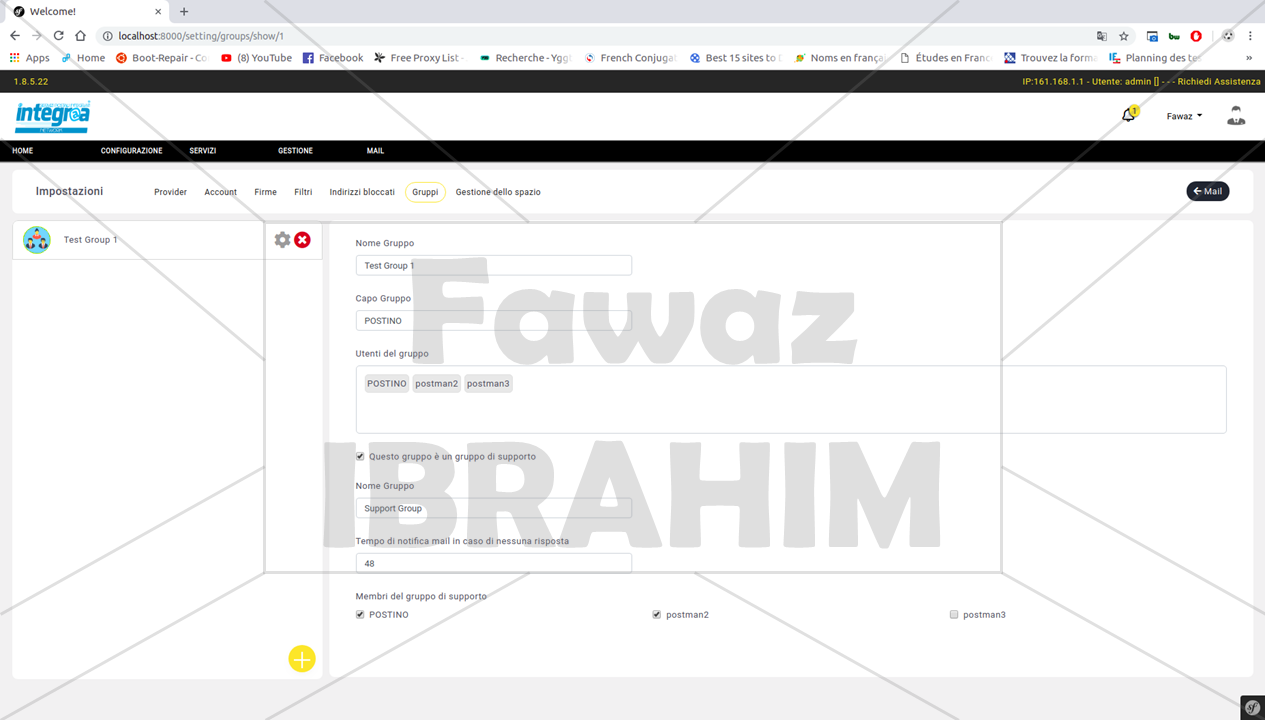 Welcome!
localhost:8000/setting/groups/show/1
Apps Home Boot-Repair - Co (8) YouTube Facebook Free Proxy List - Recherche - Ygg French Conjuga Best 15 sites to D Noms en françai Études en Franc Trouvez la forma Planning des te
1.8.5.22 IP:161.168.1.1 - Utente: admin [] - - - Richiedi Assistenza
integraa
NETWORK
1 Fawaz
HOME CONFIGURAZIONE SERVIZI GESTIONE MAIL
Impostazioni Provider Account Firme Filtri Indirizzi bloccati Gruppi Gestione dello spazio Mail
Test Group 1
Nome Gruppo
Test Group 1
Capo Gruppo
POSTINO
Utenti del gruppo
POSTINO postman2 postman3
Questo gruppo è un gruppo di supporto
Nome Gruppo
Support Group
Tempo di notifica mail in caso di nessuna risposta
48
Membri del gruppo di supporto
POSTINO postman2 postman3
Fawaz
IBRAHIM